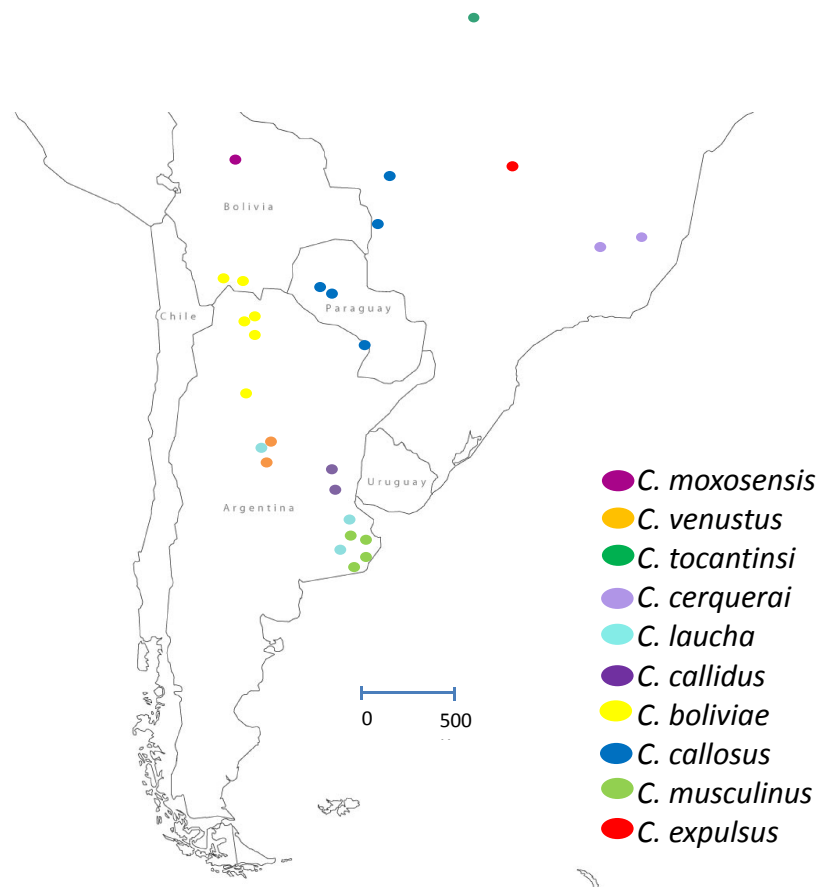 Bolivia
Chile
Paraguay
Uruguay
Argentina
C. moxosensis
C. venustus
C. tocantinsi
C. cerquerai
C. laucha
C. callidus
C. boliviae
C. callosus
C. musculinus
C. expulsus
0 500